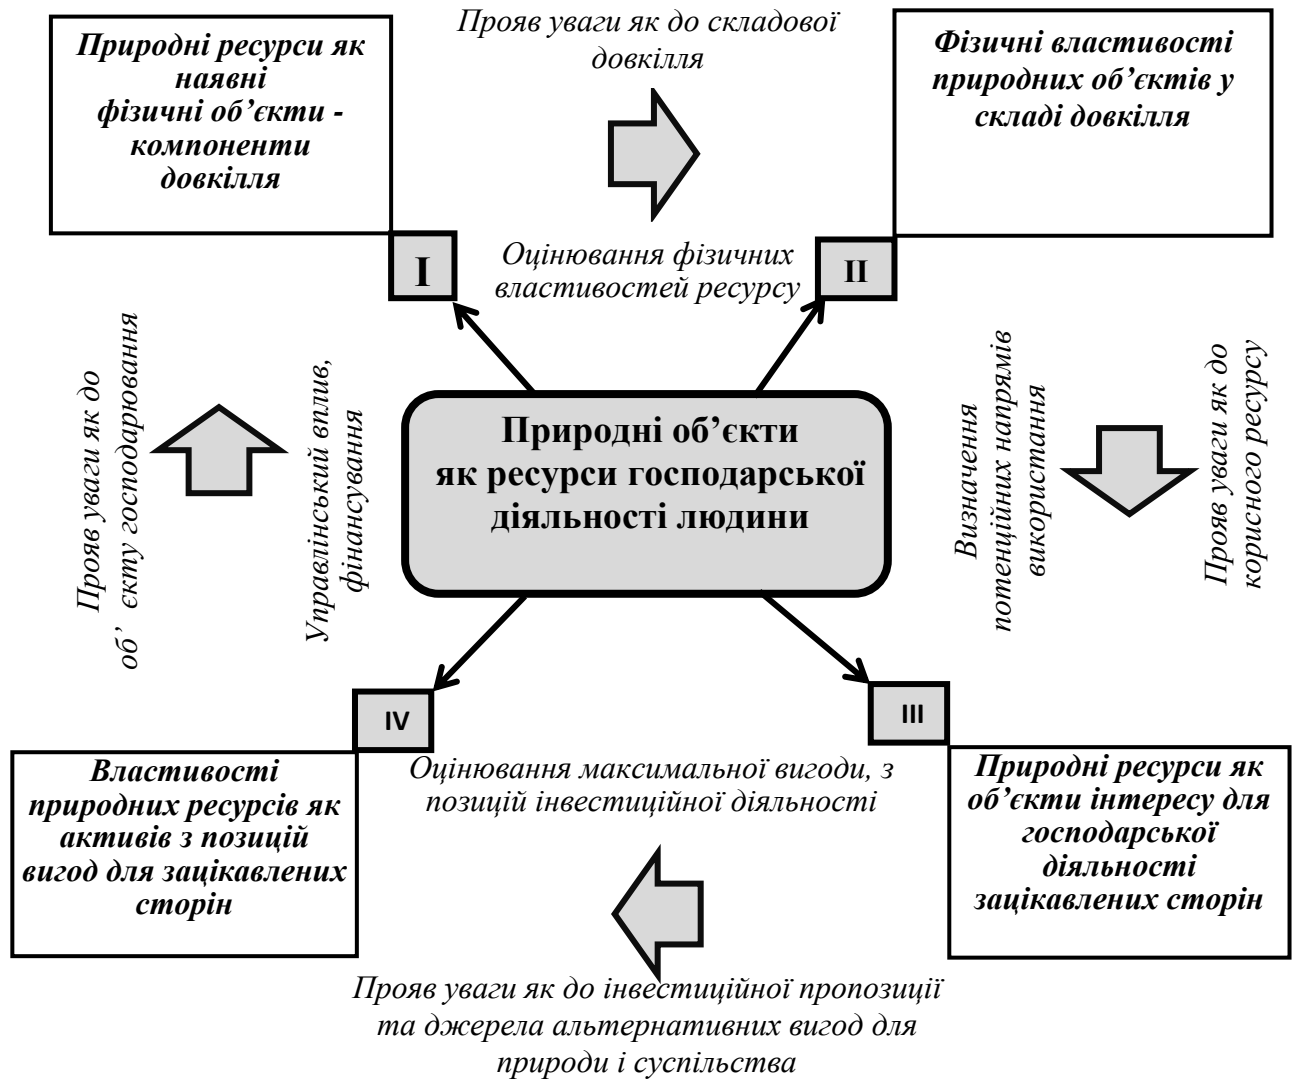 Природні ресурси як
наявні
фізичні об’єкти -
компоненти
довкілля
Прояв уваги як до складової
довкілля
Фізичні властивості
природних об’єктів у
складі довкілля
I
Оцінювання фізичних
властивостей ресурсу
II
Прояв уваги як до
об’ єкту господарювання
Управлінський вплив,
фінансування
Природні об’єкти
як ресурси господарської
діяльності людини
Визначення
потенційних напрямів
використання
Прояв уваги як до
корисного ресурсу
IV
III
Властивості
природних ресурсів як
активів з позицій
вигод для зацікавлених
сторін
Оцінювання максимальної вигоди, з
позицій інвестиційної діяльності
Природні ресурси як
об’єкти інтересу для
господарської
діяльності
зацікавлених сторін
Прояв уваги як до інвестиційної пропозиції
та джерела альтернативних вигод для
природи і суспільства